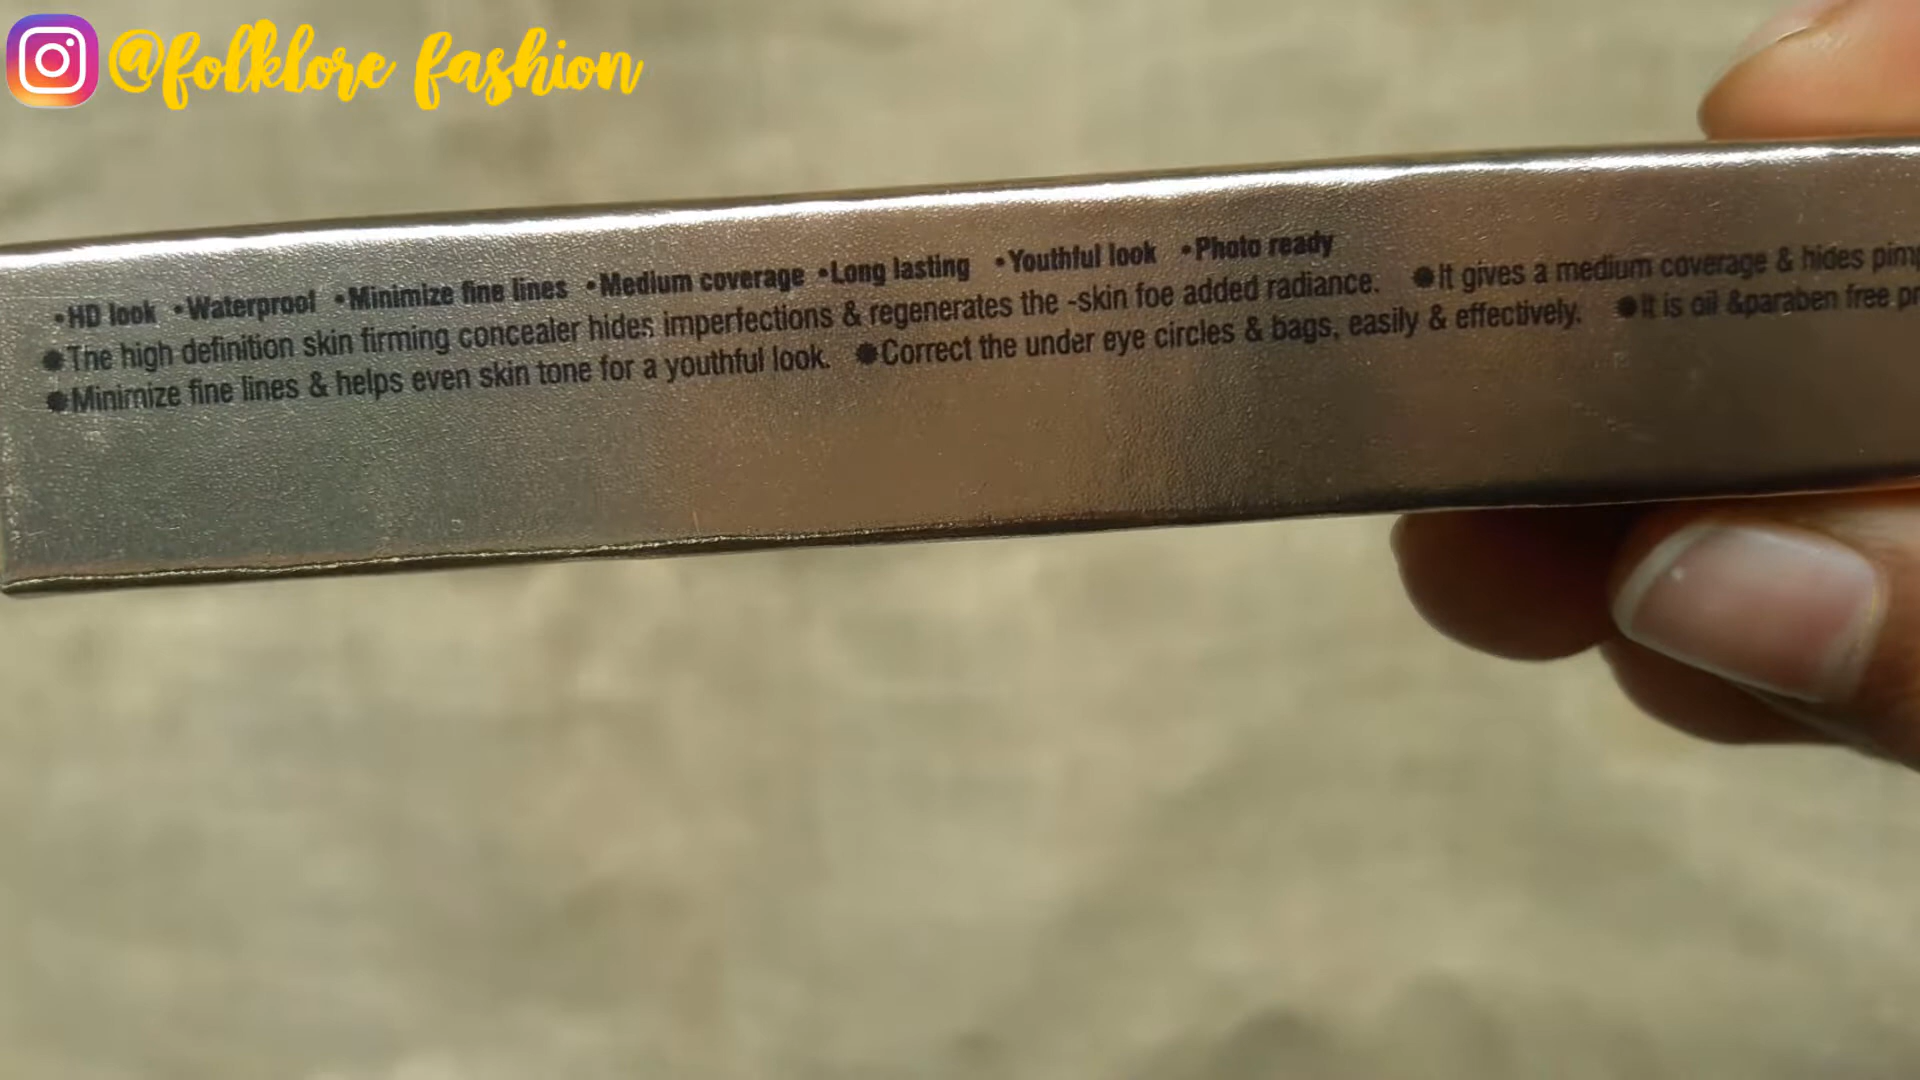 @folklore fashion
•HD look •Waterproof •Minimize fine lines •Medium coverage •Long lasting •Youthful look •Photo ready
●The high definition skin firming concealer hides imperfections & regenerates the -skin foe added radiance. ●It gives a medium coverage & hides
●Minimize fine lines & helps even skin tone for a youthful look. ●Correct the under eye circles & bags, easily & effectively. ●It is oil &paraben free